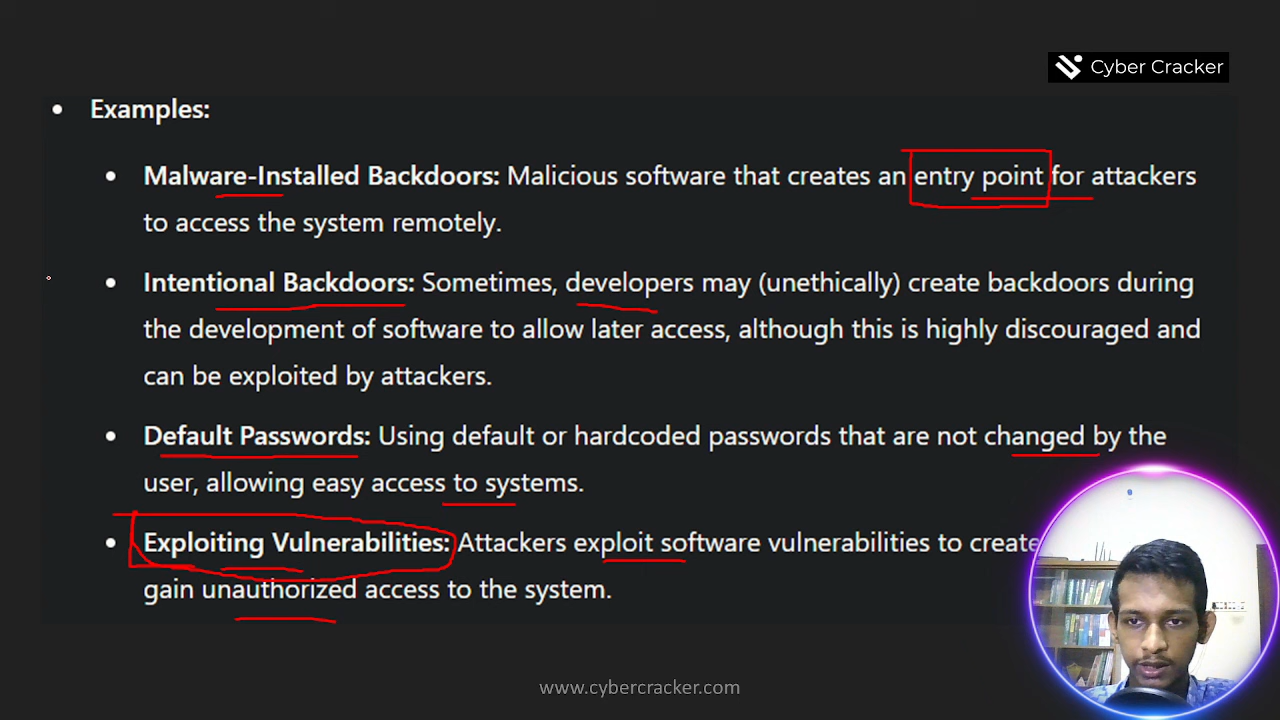 Cyber Cracker
• Examples:
• Malware-Installed Backdoors: Malicious software that creates an entry point for attackers
to access the system remotely.
• Intentional Backdoors: Sometimes, developers may (unethically) create backdoors during
the development of software to allow later access, although this is highly discouraged and
can be exploited by attackers.
• Default Passwords: Using default or hardcoded passwords that are not changed by the
user, allowing easy access to systems.
• Exploiting Vulnerabilities: Attackers exploit software vulnerabilities to create
gain unauthorized access to the system.
www.cybercracker.com